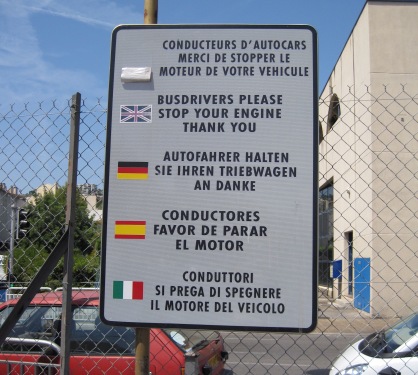 CONDUCTEURS D'AUTOCARS
MERCI DE STOPPER LE
MOTEUR DE VOTRE VEHICULE
BUSDRIVERS PLEASE
STOP YOUR ENGINE
THANK YOU
AUTOFAHRER HALTEN
SIE IHREN TRIEBWAGEN
AN DANKE
CONDUCTORES
FAVOR DE PARAR
EL MOTOR
CONDUTTORI
SI PREGA DI SPEGNERE
IL MOTORE DEL VEICOLO